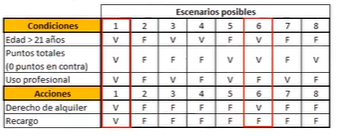 Escenarios posibles
Condiciones 1 2 3 4 5 6 7 8
Edad > 21 años V F V V F V F F
Puntos totales
(0 puntos en contra) V F F F V V F V
Uso profesional V F V F V F V F
Acciones 1 2 3 4 5 6 7 8
Derecho de alquiler V F F F F V F F
Recargo V F F F F F F F